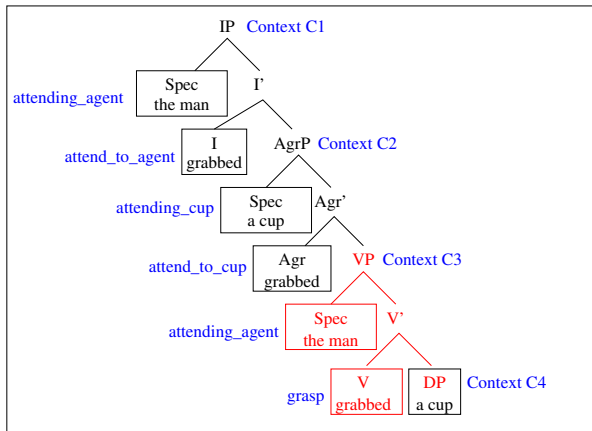 IP Context C1
attending_agent Spec I’
the man
attend_to_agent I AgrP Context C2
grabbed
attending_cup Spec Agr’
a cup
attend_to_cup Agr VP Context C3
grabbed
attending_agent Spec V’
the man
grasp V DP Context C4
grabbed a cup